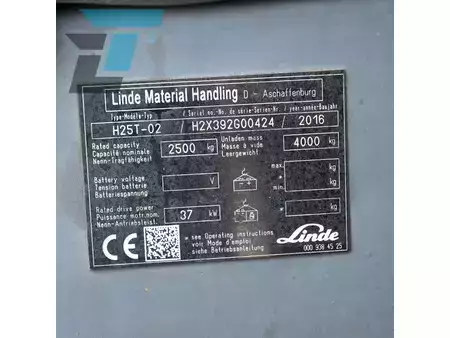 Linde Material Handling D - Aschaffenburg
Type-Modèle-Typ / Serial no.-No. de série-Serien-Nr. / year-année-Baujahr
H25T-02 / H2X392G00424 / 2016
Rated capacity
Capacité nominale
Nenn-Tragfähigkeit
2500 kg
Unladen mass
Masse à vide
Leergewicht
4000 kg
Battery voltage
Tension batterie
Batteriespannung
V
max. kg
min. kg
* kg
Rated drive power
Puissance motr.nom.
Nenn-Antriebsleist.
37 kW
CE
* see Operating instructions
voir Mode d'emploi
siehe Betriebsanleitung
Linde
000 908 45 25